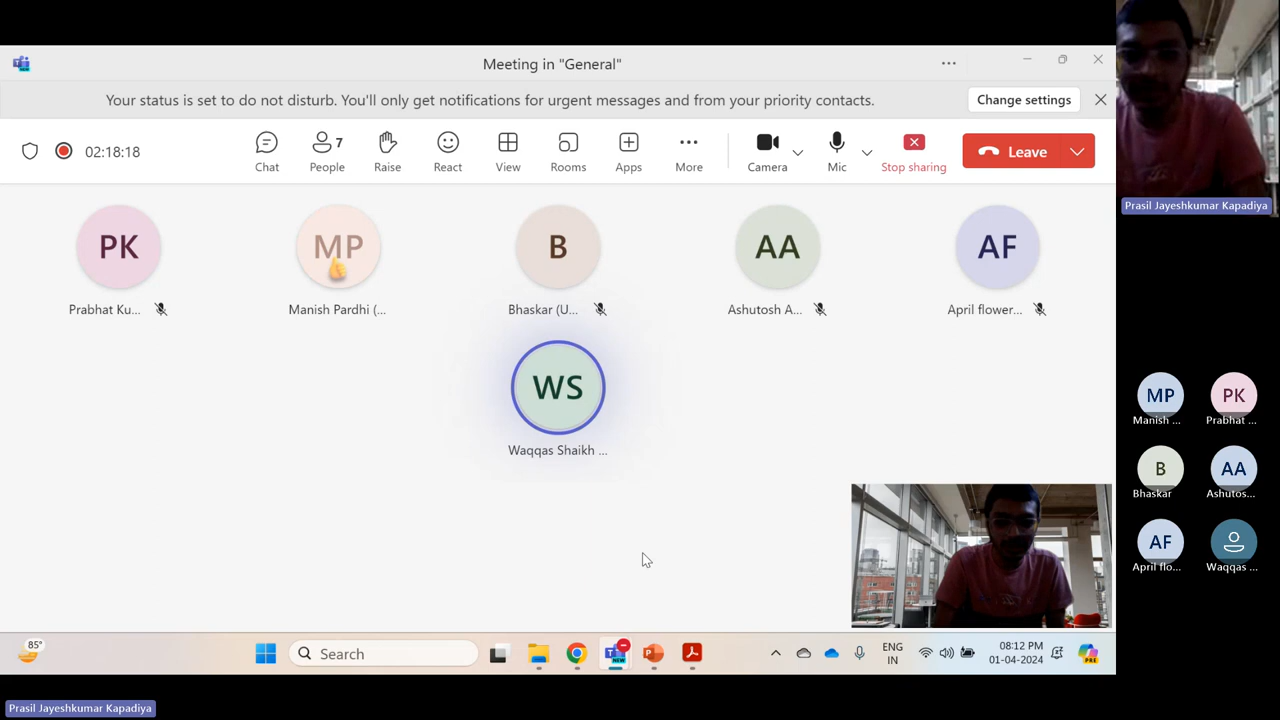 Meeting in "General"
Your status is set to do not disturb. You'll only get notifications for urgent messages and from your priority contacts.
Change settings
02:18:18
Chat
7
People
Raise
React
View
Rooms
Apps
More
Camera
Mic
Stop sharing
Leave
PK
MP
B
AA
AF
Prabhat Ku...
Manish Pardhi (...
Bhaskar (U...
Ashutosh A...
April flower...
WS
Waqqas Shaikh ...
Prasil Jayeshkumar Kapadiya
MP
PK
Manish ...
Prabhat ...
B
AA
Bhaskar
Ashutos...
AF
April flo...
Waqqas ...
85°
Search
NEW
ENG
IN
08:12 PM
01-04-2024
PRE
Prasil Jayeshkumar Kapadiya